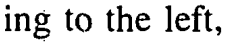 ing to the left,